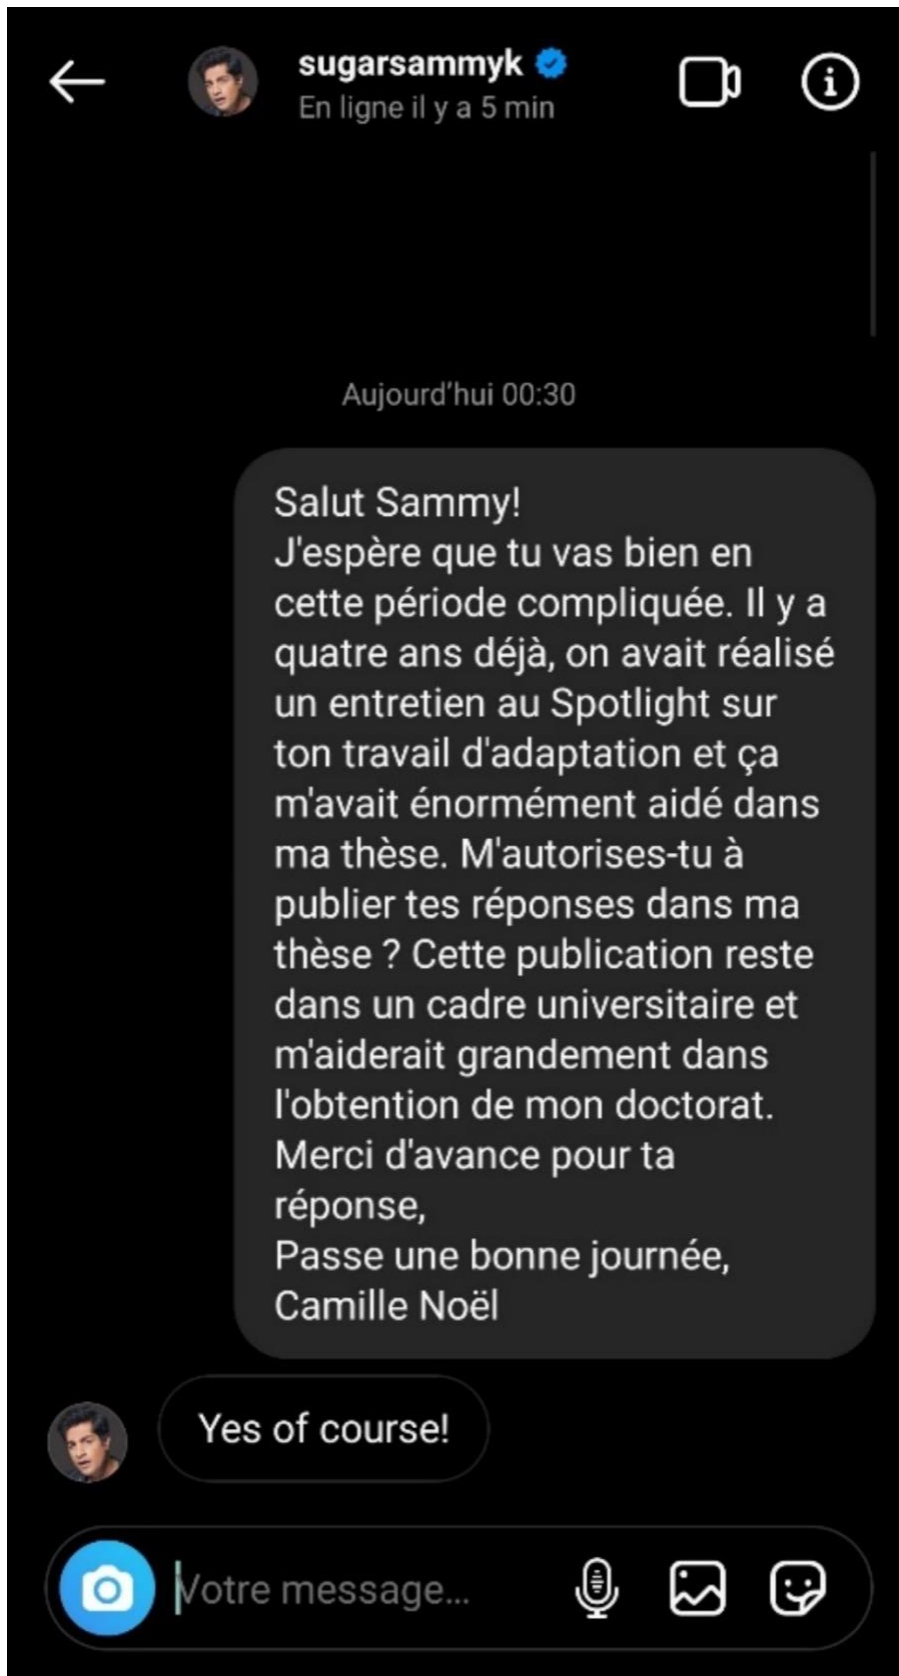 sugarsammyk
En ligne il y a 5 min
Aujourd'hui 00:30
Salut Sammy!
J'espère que tu vas bien en
cette période compliquée. Il y a
quatre ans déjà, on avait réalisé
un entretien au Spotlight sur
ton travail d'adaptation et ça
m'avait énormément aidé dans
ma thèse. M'autorises-tu à
publier tes réponses dans ma
thèse ? Cette publication reste
dans un cadre universitaire et
m'aiderait grandement dans
l'obtention de mon doctorat.
Merci d'avance pour ta
réponse,
Passe une bonne journée,
Camille Noël
Yes of course!
Votre message...